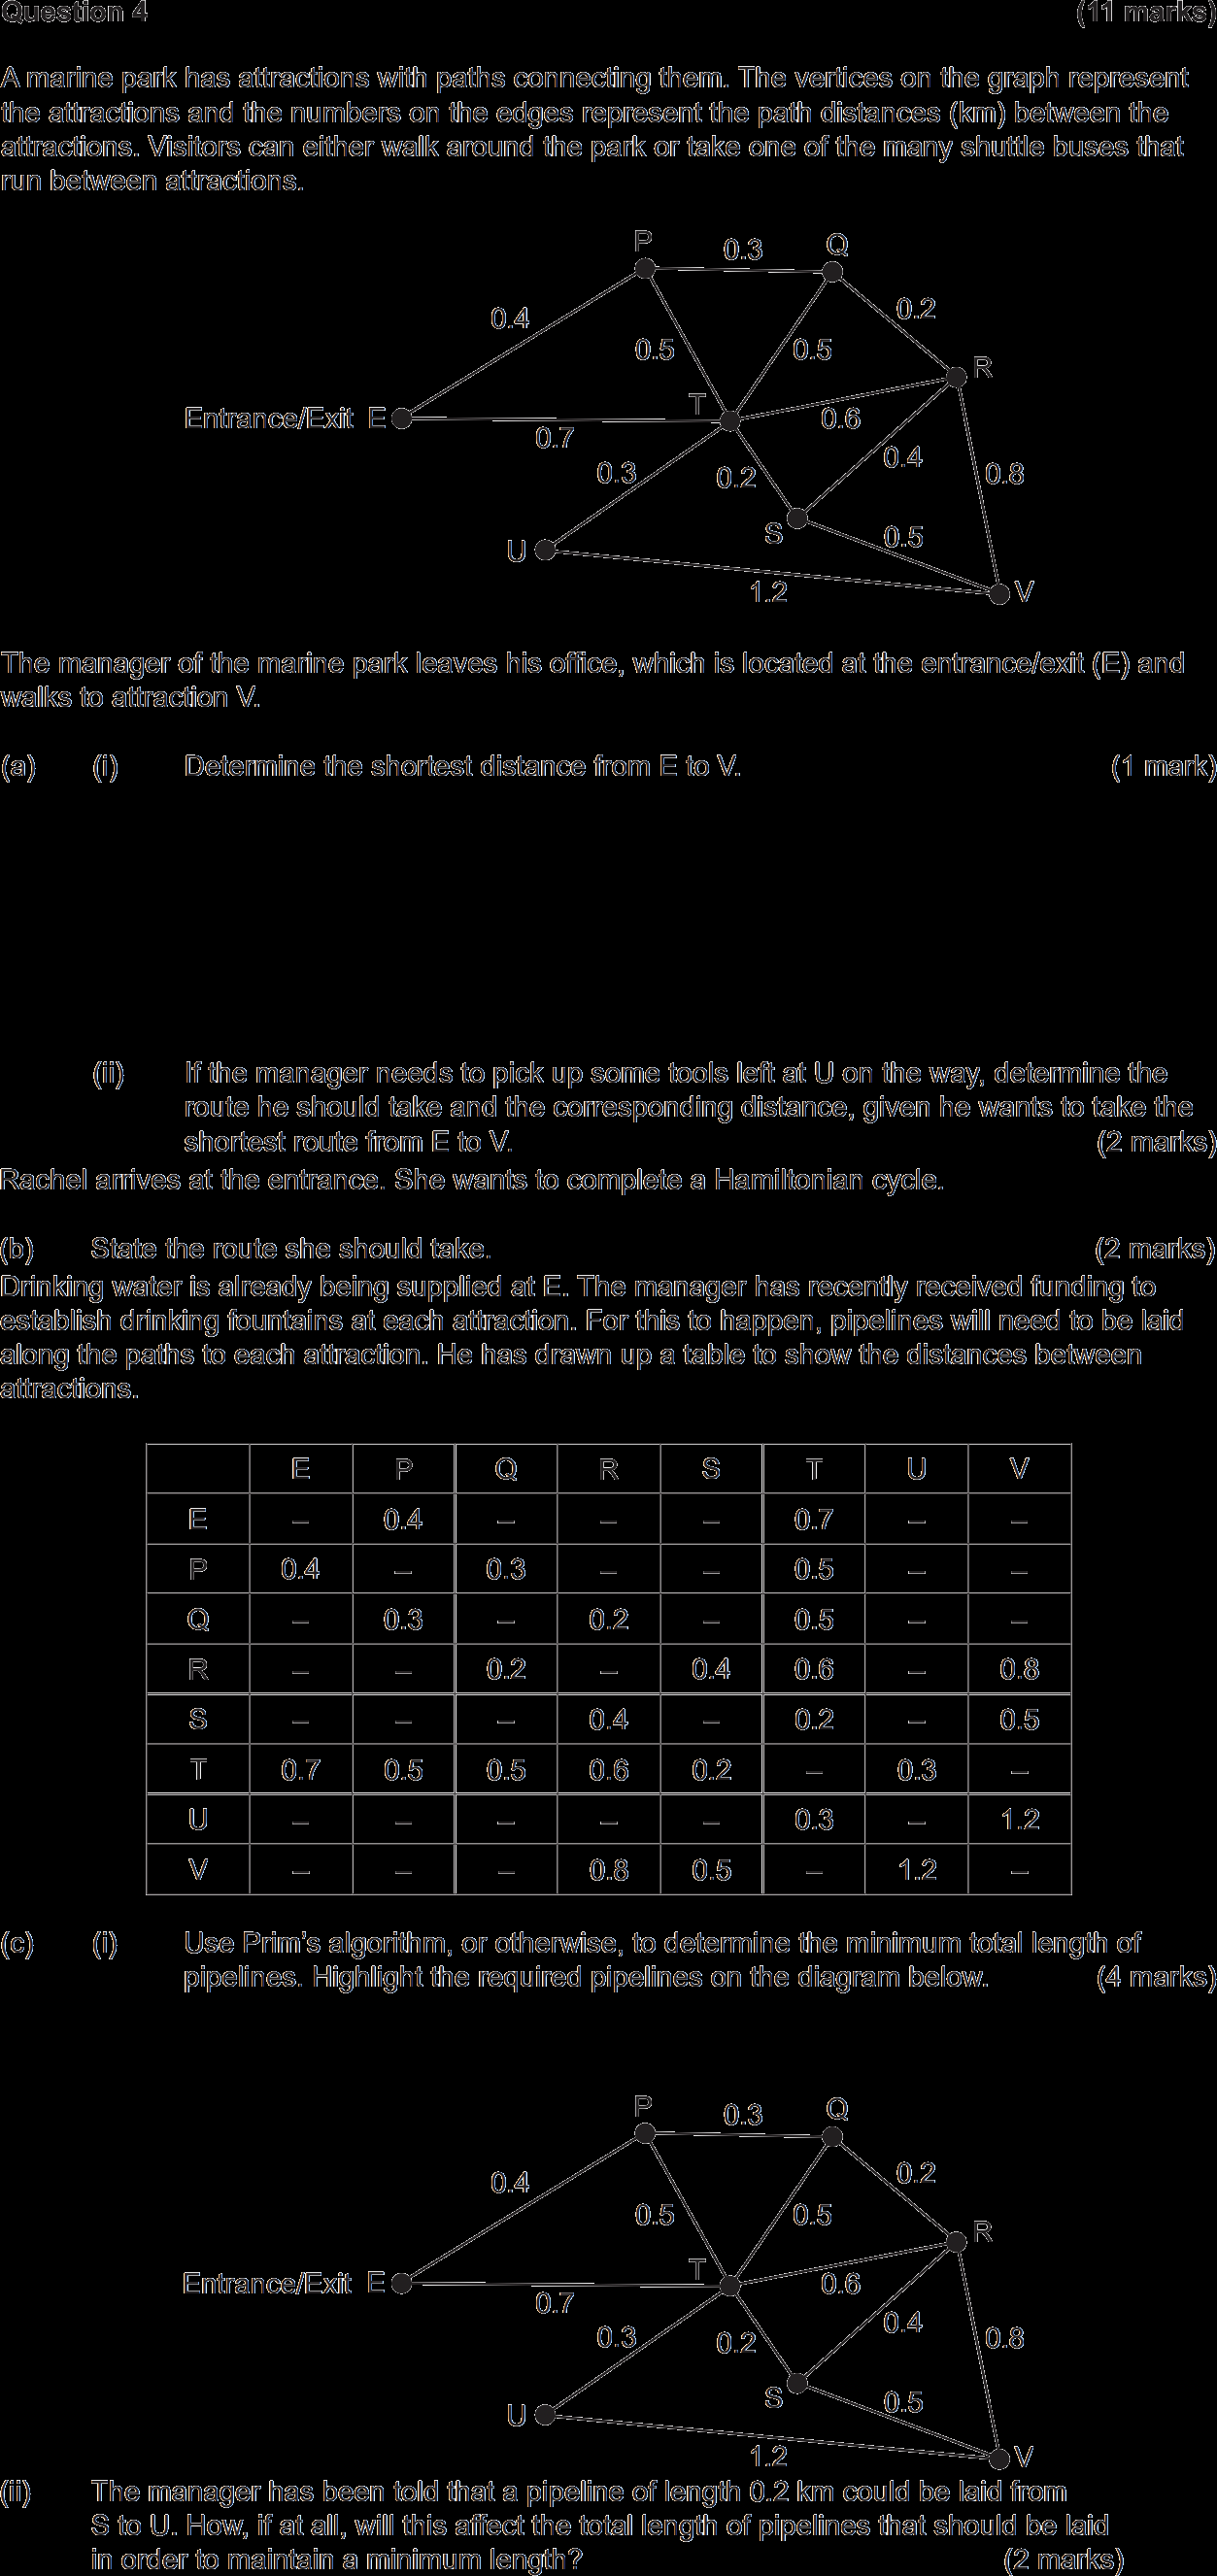 Question 4 (11 marks)
A marine park has attractions with paths connecting them. The vertices on the graph represent
the attractions and the numbers on the edges represent the path distances (km) between the
attractions. Visitors can either walk around the park or take one of the many shuttle buses that
run between attractions.
P 0.3 Q
0.4 0.2
0.5 0.5
R
T
Entrance/Exit E 0.6
0.7
0.3 0.2 0.4 0.8
S 0.5
U
1.2 V
The manager of the marine park leaves his office, which is located at the entrance/exit (E) and
walks to attraction V.
(a) (i) Determine the shortest distance from E to V. (1 mark)
(ii) If the manager needs to pick up some tools left at U on the way, determine the
route he should take and the corresponding distance, given he wants to take the
shortest route from E to V. (2 marks)
Rachel arrives at the entrance. She wants to complete a Hamiltonian cycle.
(b) State the route she should take. (2 marks)
Drinking water is already being supplied at E. The manager has recently received funding to
establish drinking fountains at each attraction. For this to happen, pipelines will need to be laid
along the paths to each attraction. He has drawn up a table to show the distances between
attractions.
E P Q R S T U V
E – 0.4 – – – 0.7 – –
P 0.4 – 0.3 – – 0.5 – –
Q – 0.3 – 0.2 – 0.5 – –
R – – 0.2 – 0.4 0.6 – 0.8
S – – – 0.4 – 0.2 – 0.5
T 0.7 0.5 0.5 0.6 0.2 – 0.3 –
U – – – – – 0.3 – 1.2
V – – – 0.8 0.5 – 1.2 –
(c) (i) Use Prim's algorithm, or otherwise, to determine the minimum total length of
pipelines. Highlight the required pipelines on the diagram below. (4 marks)
P 0.3 Q
0.4 0.2
0.5 0.5
R
T
Entrance/Exit E 0.6
0.7
0.3 0.2 0.4 0.8
S 0.5
U
1.2 V
(ii) The manager has been told that a pipeline of length 0.2 km could be laid from
S to U. How, if at all, will this affect the total length of pipelines that should be laid
in order to maintain a minimum length? (2 marks)